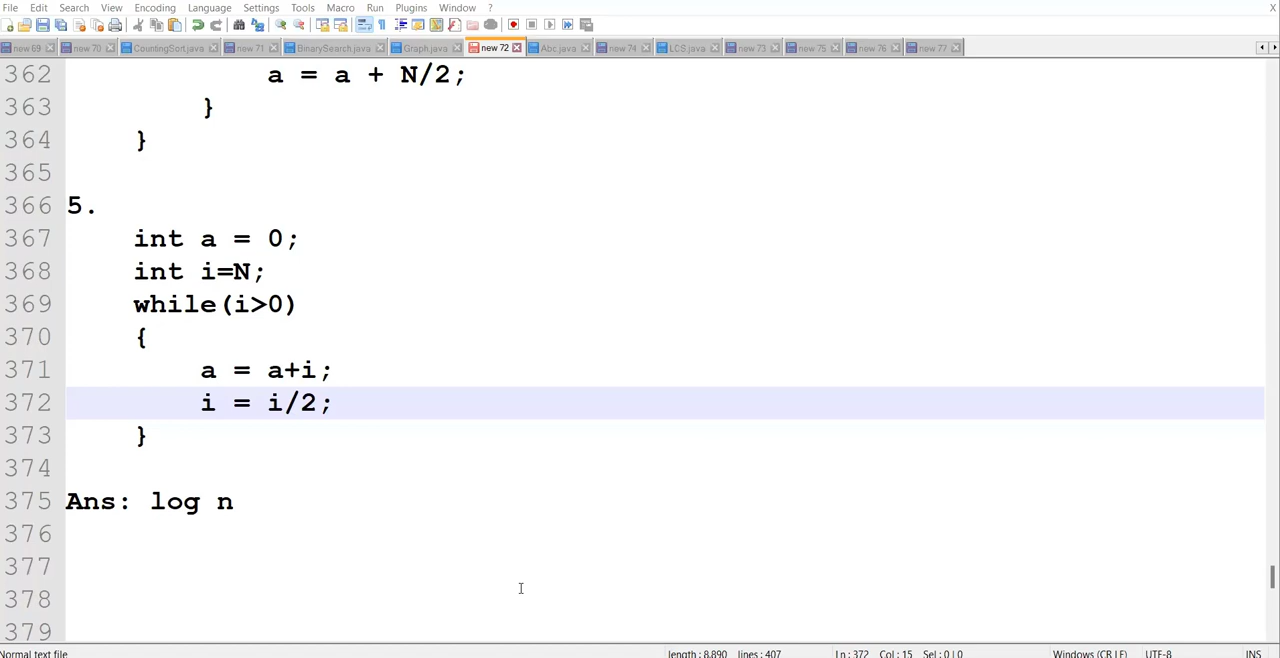 File Edit Search View Encoding Language Settings Tools Macro Run Plugins Window ? X
new 69 new 70 CountingSort.java new 71 BinarySearch.java Graph.java new 72 Abc.java new 74 LCS.java new 73 new 75 new 76 new 77
362 a = a + N/2;
363 }
364 }
365
366 5.
367 int a = 0;
368 int i=N;
369 while(i>0)
370 {
371 a = a+i;
372 i = i/2;
373 }
374
375 Ans: log n
376
377
378
379
Normal text file length : 8,890 lines : 407 Ln : 372 Col : 15 Sel : 0 | 0 Windows (CR LF) UTF-8 INS